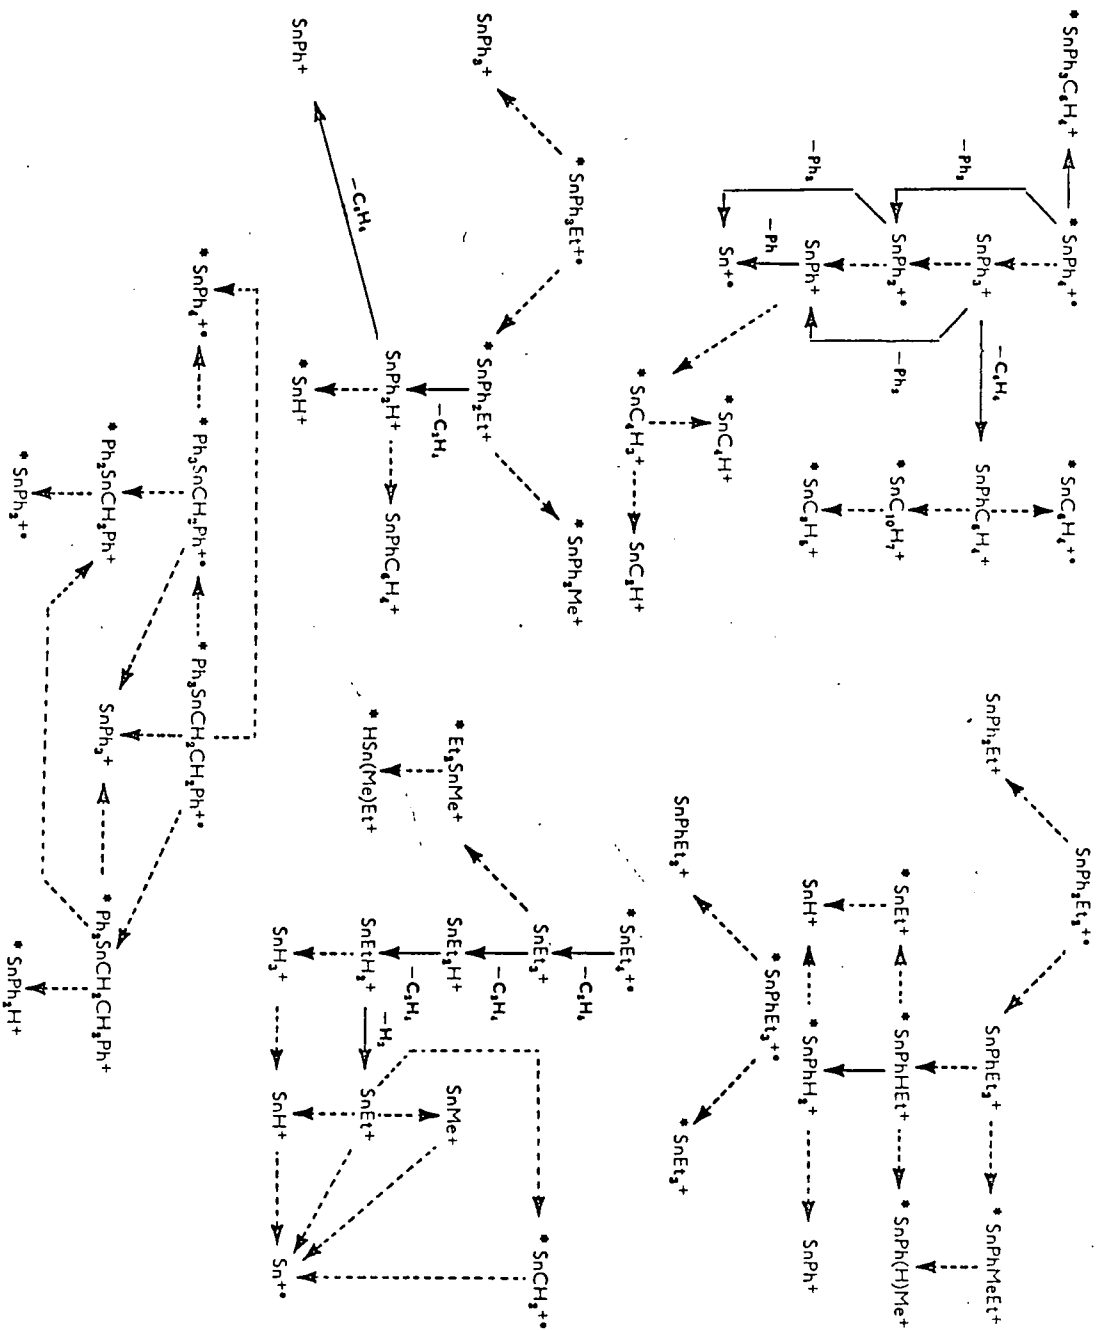 * SnPh₃C₆H₄+
* SnPh₄+•
−Ph₂
−Ph₂
SnPh₃+
−C₆H₆
−Ph₂
SnPh₂+•
SnPh+
−Ph
Sn+•
* SnC₆H₄+•
SnPhC₆H₄+
* SnC₁₀H₇+
* SnC₅H₅+
* SnC₄H+
* SnC₄H₃+
SnC₂H+
SnPh₃+
* SnPh₃Et+•
* SnPh₂Et+
−C₂H₄
* SnPh₂Me+
SnPh+
−C₆H₆
SnPh₂H+
SnPhC₆H₄+
* SnH+
* SnPh₄+•
* Ph₃SnCH₂Ph+•
* Ph₃SnCH₂CH₂Ph+•
* Ph₂SnCH₂Ph+
SnPh₃+
* Ph₂SnCH₂CH₂Ph+
* SnPh₂+•
* SnPh₂H+
SnPh₂Et₂+•
SnPh₂Et+
SnPhEt₂+
* SnPhMeEt+
* SnEt+
* SnPhHEt+
* SnPh(H)Me+
SnH+
* SnPhH₂+
SnPh+
* SnPhEt₃+•
SnPhEt₂+
* SnEt₃+
* SnEt₄+•
−C₂H₅
* Et₂SnMe+
SnEt₃+
−C₂H₄
* HSn(Me)Et+
SnEt₂H+
−C₂H₄
SnEtH₂+
−H₂
SnEt+
SnMe+
* SnCH₂+•
SnH₃+
SnH+
Sn+•